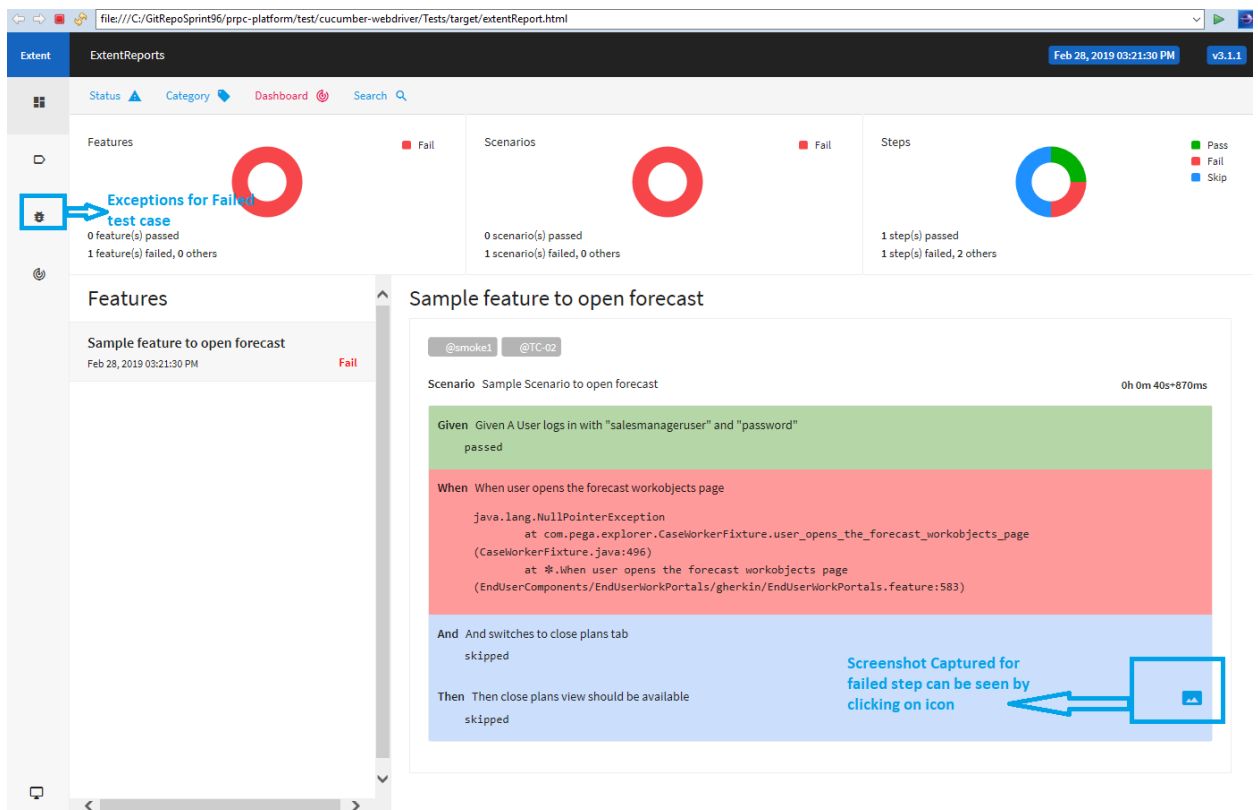 file:///C:/GitRepoSprint96/prpc-platform/test/cucumber-webdriver/Tests/target/extentReport.html
Extent
ExtentReports
Feb 28, 2019 03:21:30 PM
v3.1.1
Status
Category
Dashboard
Search
Features
Fail
0 feature(s) passed
1 feature(s) failed, 0 others
Scenarios
Fail
0 scenario(s) passed
1 scenario(s) failed, 0 others
Steps
Pass
Fail
Skip
1 step(s) passed
1 step(s) failed, 2 others
Exceptions for Failed
test case
Features
Sample feature to open forecast
Feb 28, 2019 03:21:30 PM
Fail
Sample feature to open forecast
@smoke1
@TC-02
Scenario Sample Scenario to open forecast
0h 0m 40s+870ms
Given Given A User logs in with "salesmanageruser" and "password"
passed
When When user opens the forecast workobjects page
java.lang.NullPointerException
at com.pega.explorer.CaseWorkerFixture.user_opens_the_forecast_workobjects_page
(CaseWorkerFixture.java:496)
at ✽.When user opens the forecast workobjects page
(EndUserComponents/EndUserWorkPortals/gherkin/EndUserWorkPortals.feature:583)
And And switches to close plans tab
skipped
Then Then close plans view should be available
skipped
Screenshot Captured for
failed step can be seen by
clicking on icon